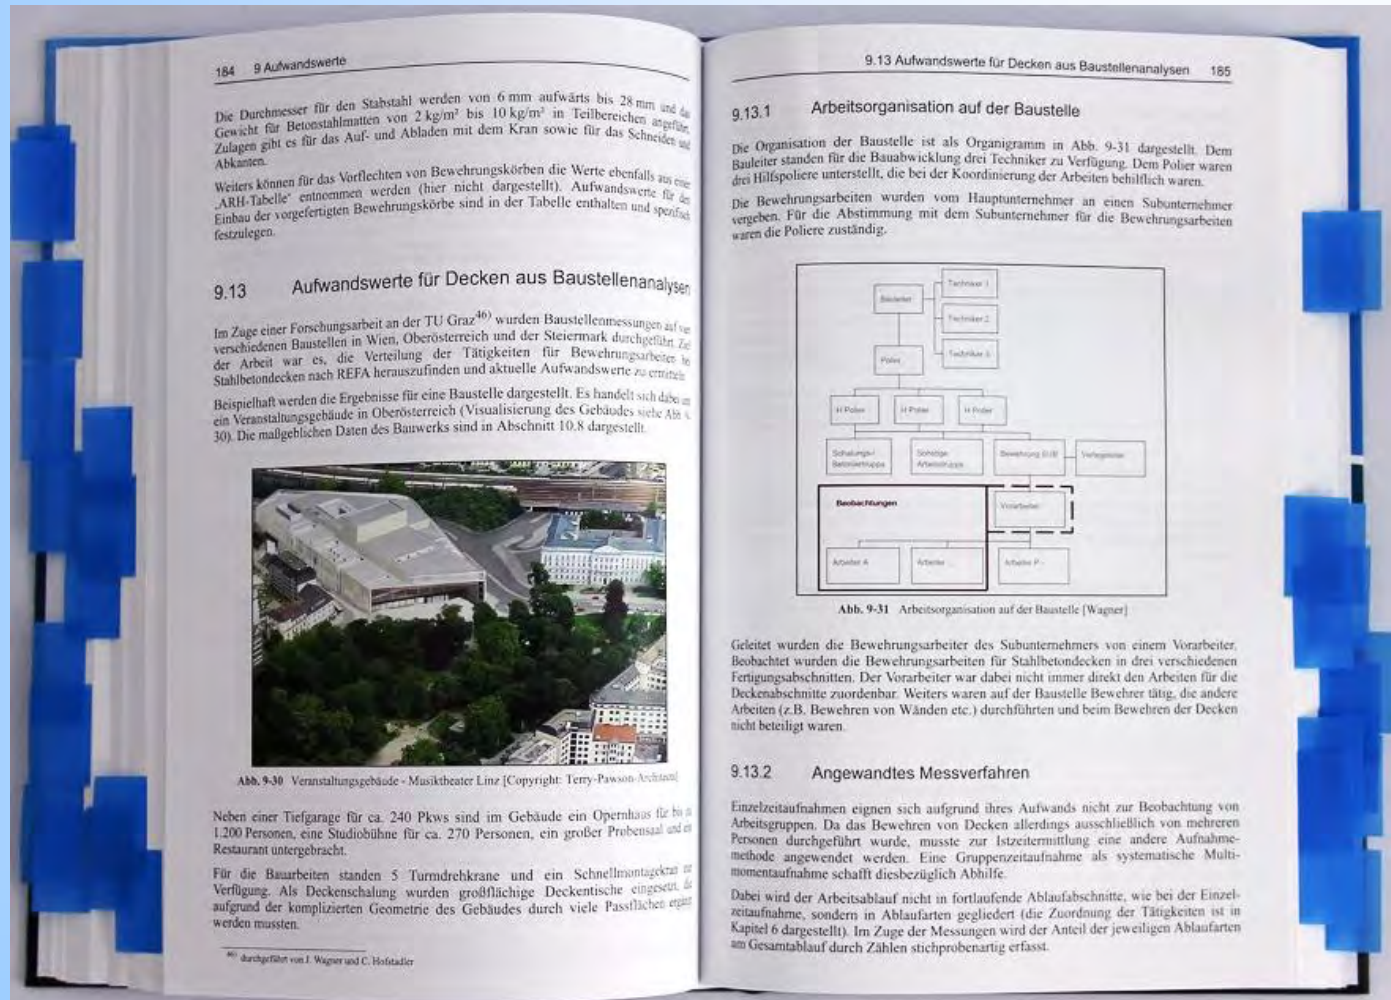 184 9 Aufwandswerte
Die Durchmesser für den Stabstahl werden von 6 mm aufwärts bis 28 mm und das
Gewicht für Betonstahlmatten von 2 kg/m² bis 10 kg/m² in Teilbereichen angeführt.
Zulagen gibt es für das Auf- und Abladen mit dem Kran sowie für das Schneiden und
Abkanten.
Weiters können für das Vorflechten von Bewehrungskörben die Werte ebenfalls aus einer
„ARH-Tabelle“ entnommen werden (hier nicht dargestellt). Aufwandswerte für den
Einbau der vorgefertigten Bewehrungskörbe sind in der Tabelle enthalten und spezifisch
festzulegen.
9.13 Aufwandswerte für Decken aus Baustellenanalysen
Im Zuge einer Forschungsarbeit an der TU Graz46) wurden Baustellenmessungen auf vier
verschiedenen Baustellen in Wien, Oberösterreich und der Steiermark durchgeführt. Ziel
der Arbeit war es, die Verteilung der Tätigkeiten für Bewehrungsarbeiten bei
Stahlbetondecken nach REFA herauszufinden und aktuelle Aufwandswerte zu ermitteln.
Beispielhaft werden die Ergebnisse für eine Baustelle dargestellt. Es handelt sich dabei um
ein Veranstaltungsgebäude in Oberösterreich (Visualisierung des Gebäudes siehe Abb. 9-
30). Die maßgeblichen Daten des Bauwerks sind in Abschnitt 10.8 dargestellt.
Abb. 9-30 Veranstaltungsgebäude - Musiktheater Linz [Copyright: Terry-Pawson-Architects]
Neben einer Tiefgarage für ca. 240 Pkws sind im Gebäude ein Opernhaus für bis zu
1.200 Personen, eine Studiobühne für ca. 270 Personen, ein großer Probensaal und ein
Restaurant untergebracht.
Für die Bauarbeiten standen 5 Turmdrehkrane und ein Schnellmontagekran zur
Verfügung. Als Deckenschalung wurden großflächige Deckentische eingesetzt, die
aufgrund der komplizierten Geometrie des Gebäudes durch viele Passflächen ergänzt
werden mussten.
46) durchgeführt von J. Wagner und C. Hofstadler
9.13 Aufwandswerte für Decken aus Baustellenanalysen 185
9.13.1 Arbeitsorganisation auf der Baustelle
Die Organisation der Baustelle ist als Organigramm in Abb. 9-31 dargestellt. Dem
Bauleiter standen für die Bauabwicklung drei Techniker zu Verfügung. Dem Polier waren
drei Hilfspoliere unterstellt, die bei der Koordinierung der Arbeiten behilflich waren.
Die Bewehrungsarbeiten wurden vom Hauptunternehmer an einen Subunternehmer
vergeben. Für die Abstimmung mit dem Subunternehmer für die Bewehrungsarbeiten
waren die Poliere zuständig.
Techniker 1
Bauleiter
Techniker 2
Techniker 3
Polier
H Polier H Polier H Polier
Schalungs-/
Betoniertruppe
Sonstige
Arbeitstruppe
Bewehrung SUB
Beobachtungen
Vorarbeiter
Arbeiter A Arbeiter ... Arbeiter P
Abb. 9-31 Arbeitsorganisation auf der Baustelle [Wagner]
Geleitet wurden die Bewehrungsarbeiter des Subunternehmers von einem Vorarbeiter.
Beobachtet wurden die Bewehrungsarbeiten für Stahlbetondecken in drei verschiedenen
Fertigungsabschnitten. Der Vorarbeiter war dabei nicht immer direkt den Arbeiten für die
Deckenabschnitte zuordenbar. Weiters waren auf der Baustelle Bewehrer tätig, die andere
Arbeiten (z.B. Bewehren von Wänden etc.) durchführten und beim Bewehren der Decken
nicht beteiligt waren.
9.13.2 Angewandtes Messverfahren
Einzelzeitaufnahmen eignen sich aufgrund ihres Aufwands nicht zur Beobachtung von
Arbeitsgruppen. Da das Bewehren von Decken allerdings ausschließlich von mehreren
Personen durchgeführt wurde, musste zur Istzeitermittlung eine andere Aufnahme-
methode angewendet werden. Eine Gruppenzeitaufnahme als systematische Multi-
momentaufnahme schafft diesbezüglich Abhilfe.
Dabei wird der Arbeitsablauf nicht in fortlaufende Ablaufabschnitte, wie bei der Einzel-
zeitaufnahme, sondern in Ablaufarten gegliedert (die Zuordnung der Tätigkeiten ist in
Kapitel 6 dargestellt). Im Zuge der Messungen wird der Anteil der jeweiligen Ablaufarten
am Gesamtablauf durch Zählen stichprobenartig erfasst.